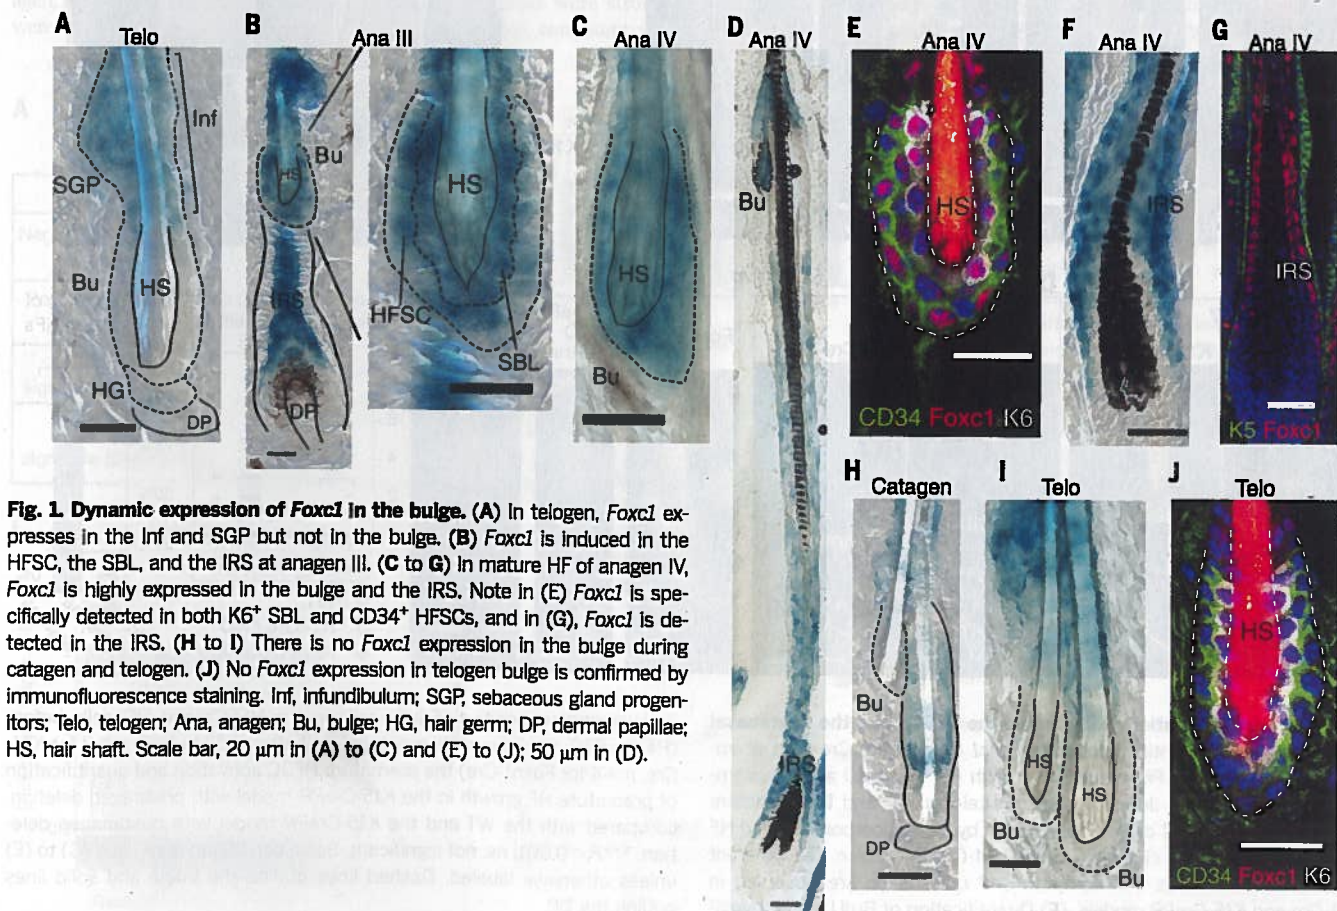 A
Telo
Inf
SGP
Bu
HS
HG
DP
B
Ana III
Bu
HS
IRS
DP
HS
HFSC
SBL
C
Ana IV
HS
Bu
D
Ana IV
Bu
IRS
E
Ana IV
HS
CD34 Foxc1 K6
F
Ana IV
IRS
G
Ana IV
IRS
K5 Foxc1
H
Catagen
Bu
DP
I
Telo
HS
HS
Bu
Bu
J
Telo
HS
CD34 Foxc1 K6
Fig. 1. Dynamic expression of Foxc1 in the bulge. (A) In telogen, Foxc1 ex-
presses in the Inf and SGP but not in the bulge. (B) Foxc1 is induced in the
HFSC, the SBL, and the IRS at anagen III. (C to G) In mature HF of anagen IV,
Foxc1 is highly expressed in the bulge and the IRS. Note in (E) Foxc1 is spe-
cifically detected in both K6+ SBL and CD34+ HFSCs, and in (G), Foxc1 is de-
tected in the IRS. (H to I) There is no Foxc1 expression in the bulge during
catagen and telogen. (J) No Foxc1 expression in telogen bulge is confirmed by
immunofluorescence staining. Inf, infundibulum; SGP, sebaceous gland progen-
itors; Telo, telogen; Ana, anagen; Bu, bulge; HG, hair germ; DP, dermal papillae;
HS, hair shaft. Scale bar, 20 μm in (A) to (C) and (E) to (J); 50 μm in (D).